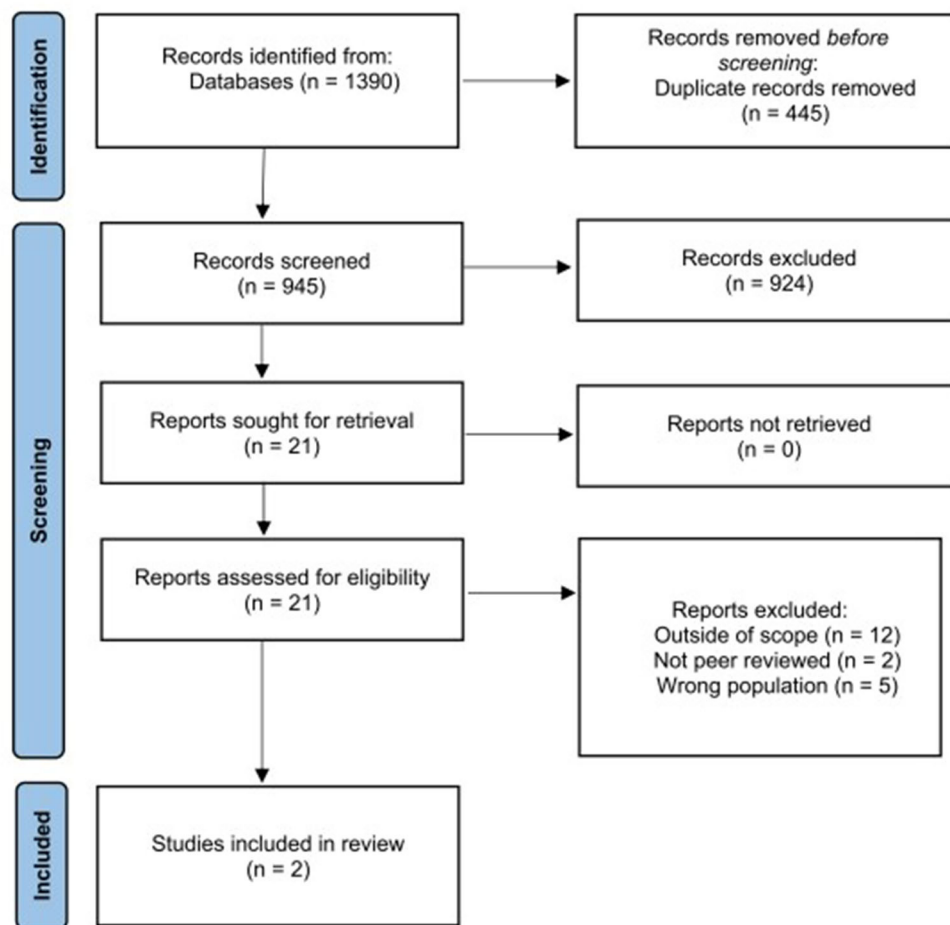 Identification
Records identified from:
Databases (n = 1390)
Records removed before
screening:
Duplicate records removed
(n = 445)
Screening
Records screened
(n = 945)
Records excluded
(n = 924)
Reports sought for retrieval
(n = 21)
Reports not retrieved
(n = 0)
Reports assessed for eligibility
(n = 21)
Reports excluded:
Outside of scope (n = 12)
Not peer reviewed (n = 2)
Wrong population (n = 5)
Included
Studies included in review
(n = 2)